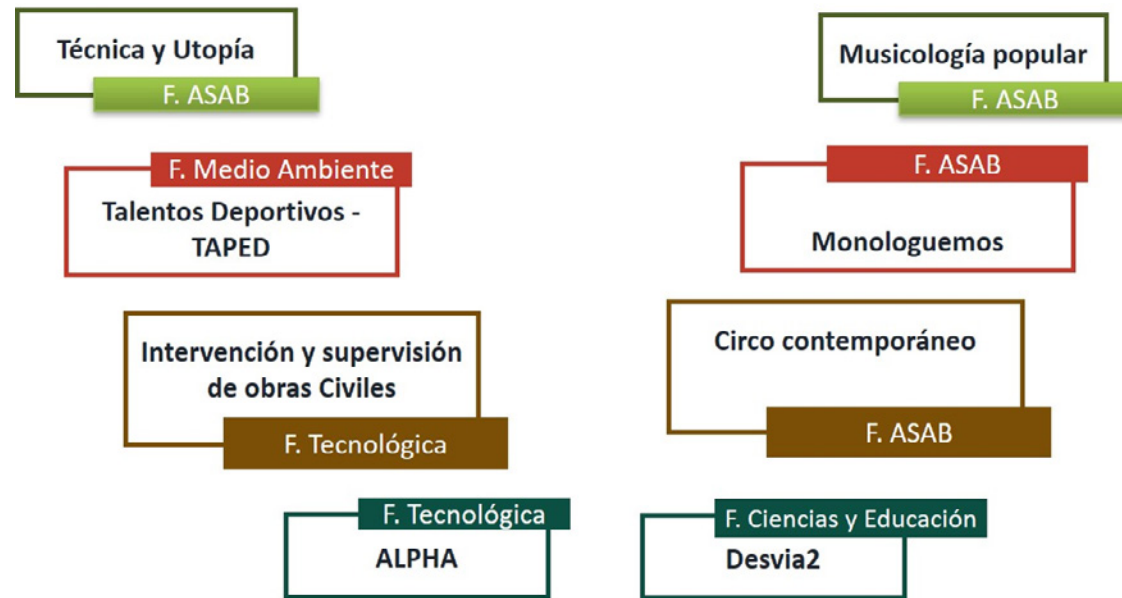 Técnica y Utopía
F. ASAB
Musicología popular
F. ASAB
F. Medio Ambiente
Talentos Deportivos -
TAPED
F. ASAB
Monologuemos
Intervención y supervisión
de obras Civiles
F. Tecnológica
Circo contemporáneo
F. ASAB
F. Tecnológica
ALPHA
F. Ciencias y Educación
Desvia2